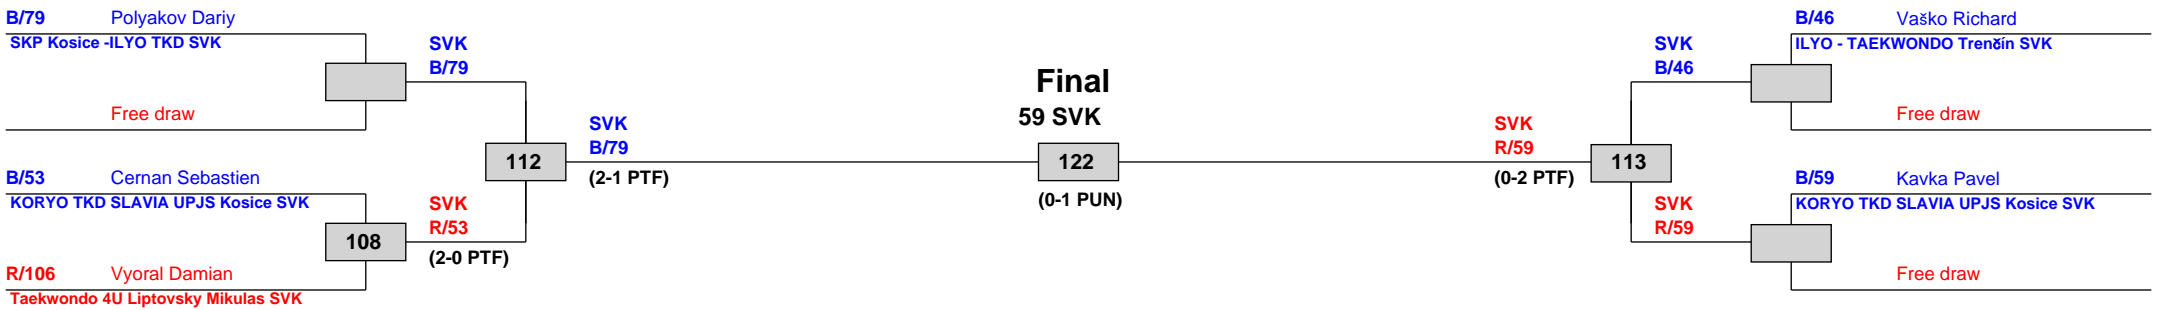 B/79 Polyakov Dariy
SKP Kosice -ILYO TKD SVK
SVK
B/79
Free draw
SVK
B/79
(2-1 PTF)
112
B/53 Cernan Sebastien
KORYO TKD SLAVIA UPJS Kosice SVK
SVK
R/53
(2-0 PTF)
108
R/106 Vyoral Damian
Taekwondo 4U Liptovsky Mikulas SVK
Final
59 SVK
122
(0-1 PUN)
B/46 Vaško Richard
ILYO - TAEKWONDO Trenčín SVK
SVK
B/46
Free draw
SVK
R/59
(0-2 PTF)
113
B/59 Kavka Pavel
KORYO TKD SLAVIA UPJS Kosice SVK
SVK
R/59
Free draw